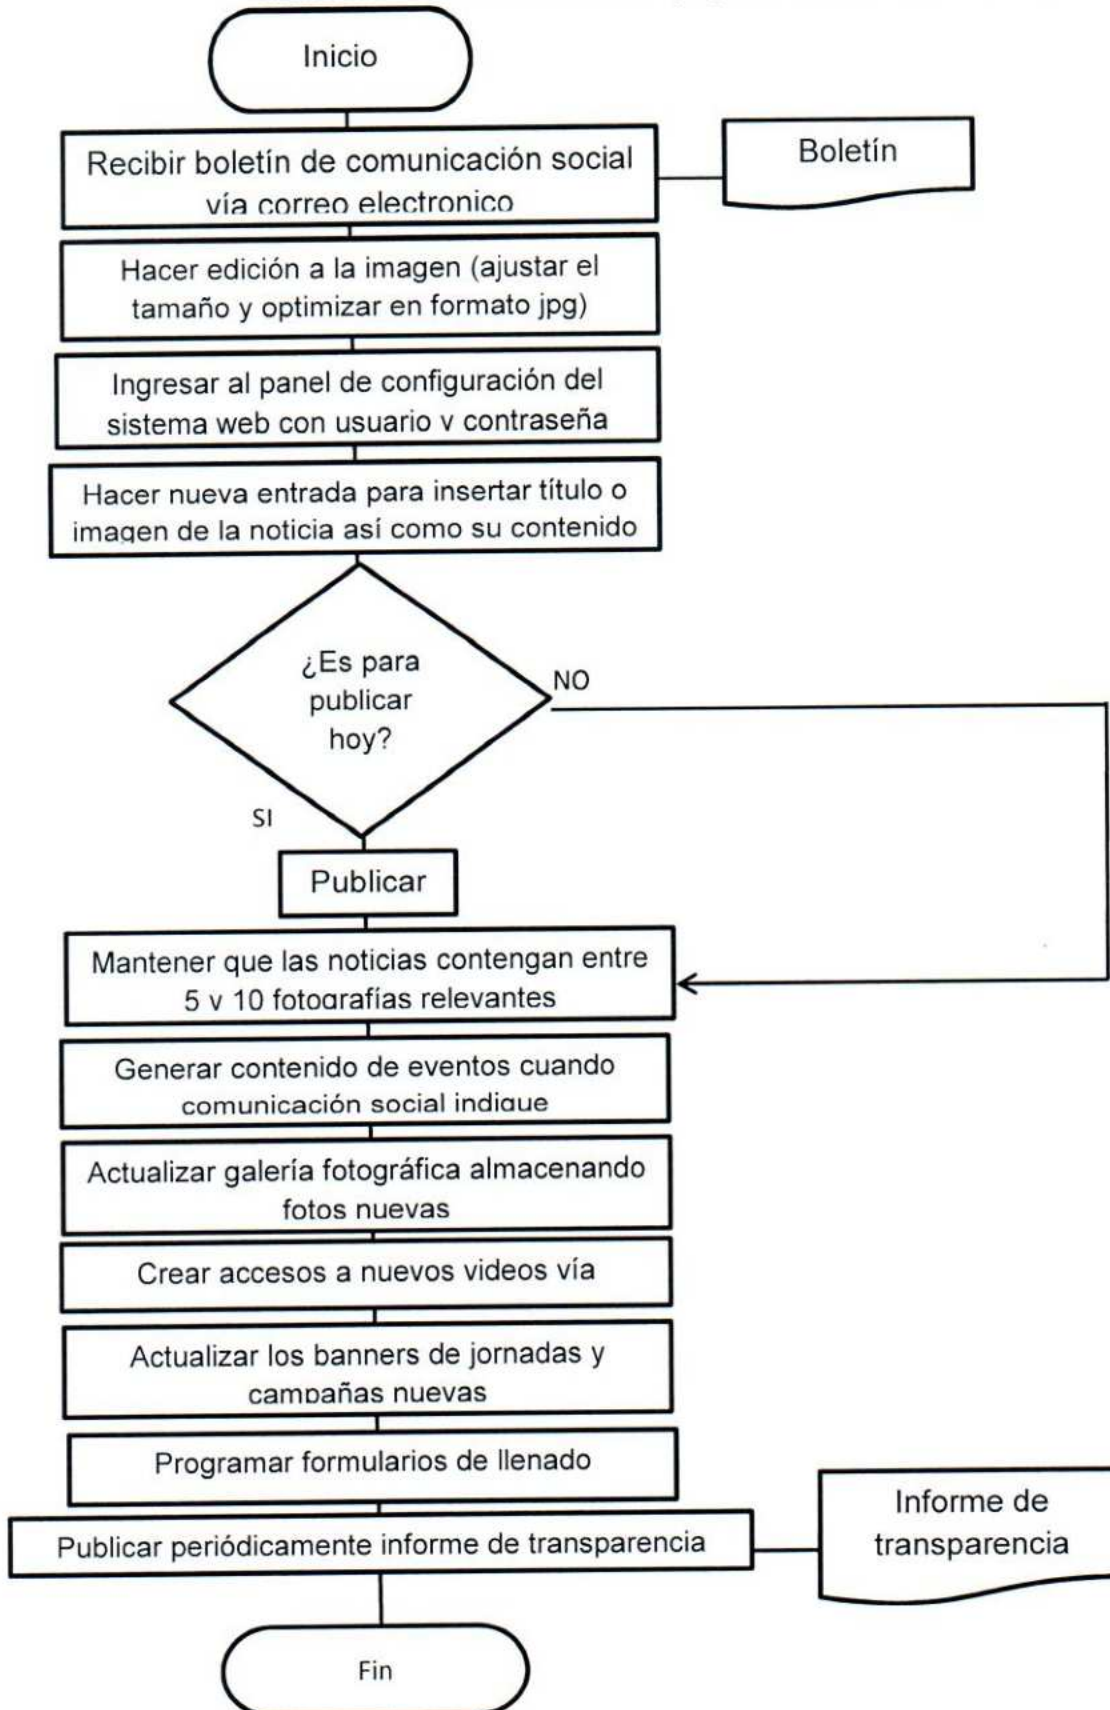 Inicio
Recibir boletín de comunicación social
vía correo electronico
Boletín
Hacer edición a la imagen (ajustar el
tamaño y optimizar en formato jpg)
Ingresar al panel de configuración del
sistema web con usuario y contraseña
Hacer nueva entrada para insertar título o
imagen de la noticia así como su contenido
¿Es para
publicar
hoy?
NO
SI
Publicar
Mantener que las noticias contengan entre
5 y 10 fotografías relevantes
Generar contenido de eventos cuando
comunicación social indique
Actualizar galería fotográfica almacenando
fotos nuevas
Crear accesos a nuevos videos vía
Actualizar los banners de jornadas y
campañas nuevas
Programar formularios de llenado
Publicar periódicamente informe de transparencia
Informe de
transparencia
Fin